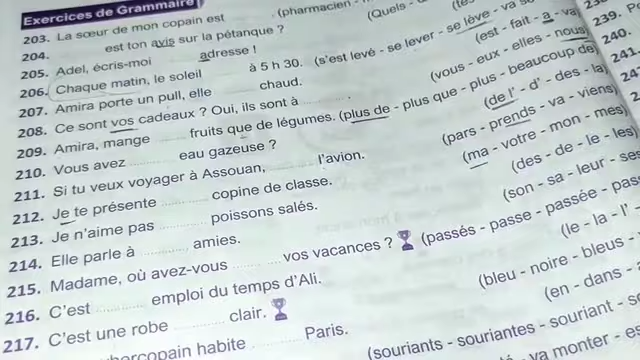 Exercices de Grammaire
203. La sœur de mon copain est ......... . (pharmacien -
204. ......... est ton avis sur la pétanque ? (Quels -
205. Adel, écris-moi ......... adresse ! (te
206. Chaque matin, le soleil ......... à 5 h 30. (s'est levé - se lever - se lève - va s
207. Amira porte un pull, elle ......... chaud. (est - fait - a - va)
208. Ce sont vos cadeaux ? Oui, ils sont à ......... . (vous - eux - elles - nous)
209. Amira, mange ......... fruits que de légumes. (plus de - plus que - plus - beaucoup de)
210. Vous avez ......... eau gazeuse ? (de l' - d' - des - la)
211. Si tu veux voyager à Assouan, ......... l'avion. (pars - prends - va - viens)
212. Je te présente ......... copine de classe. (ma - votre - mon - mes)
213. Je n'aime pas ......... poissons salés. (des - de - le - les)
214. Elle parle à ......... amies. (son - sa - leur - ses
215. Madame, où avez-vous ......... vos vacances ? (passés - passe - passée - pas
216. C'est ......... emploi du temps d'Ali. (le - la - l' -
217. C'est une robe ......... clair. (bleu - noire - bleues -
habite ......... Paris. (en - dans -
(souriants - souriantes - souriant - s
va monter - es
239. P
240.
241
24
2